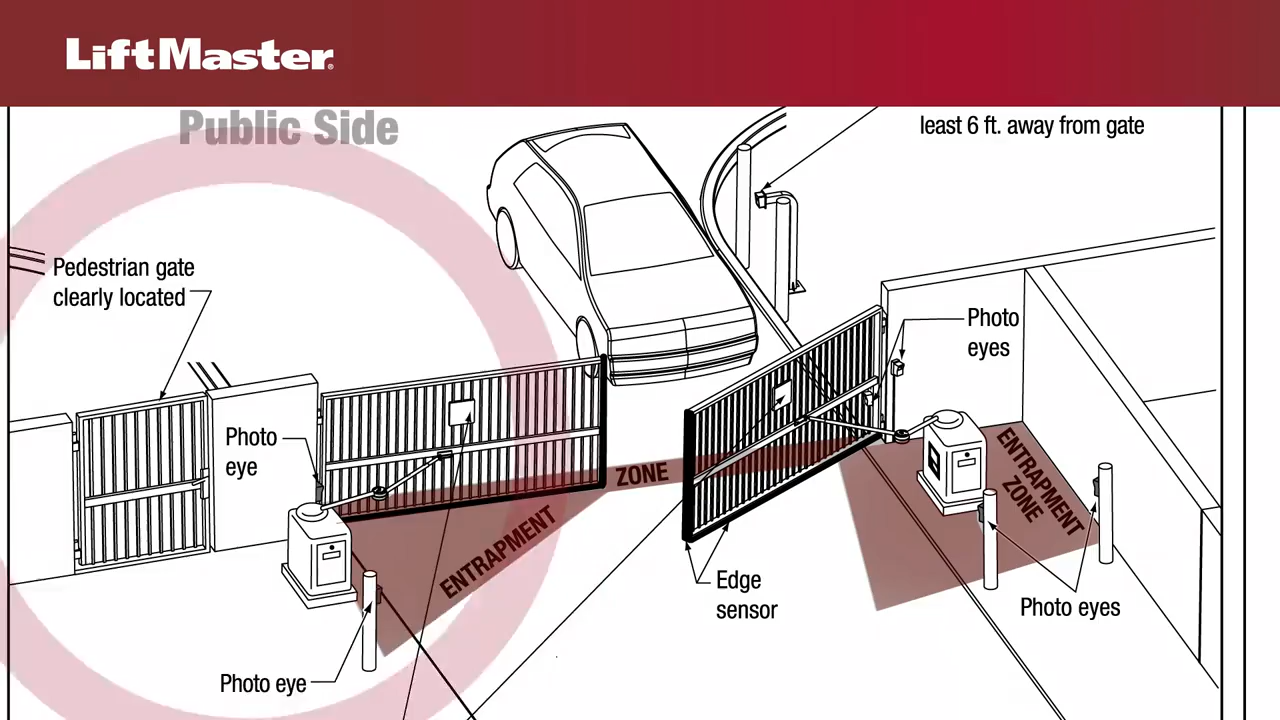 LiftMaster
Public Side
least 6 ft. away from gate
Pedestrian gate
clearly located
Photo
eyes
Photo
eye
ZONE
ENTRAPMENT
ENTRAPMENT
ZONE
Edge
sensor
Photo eyes
Photo eye